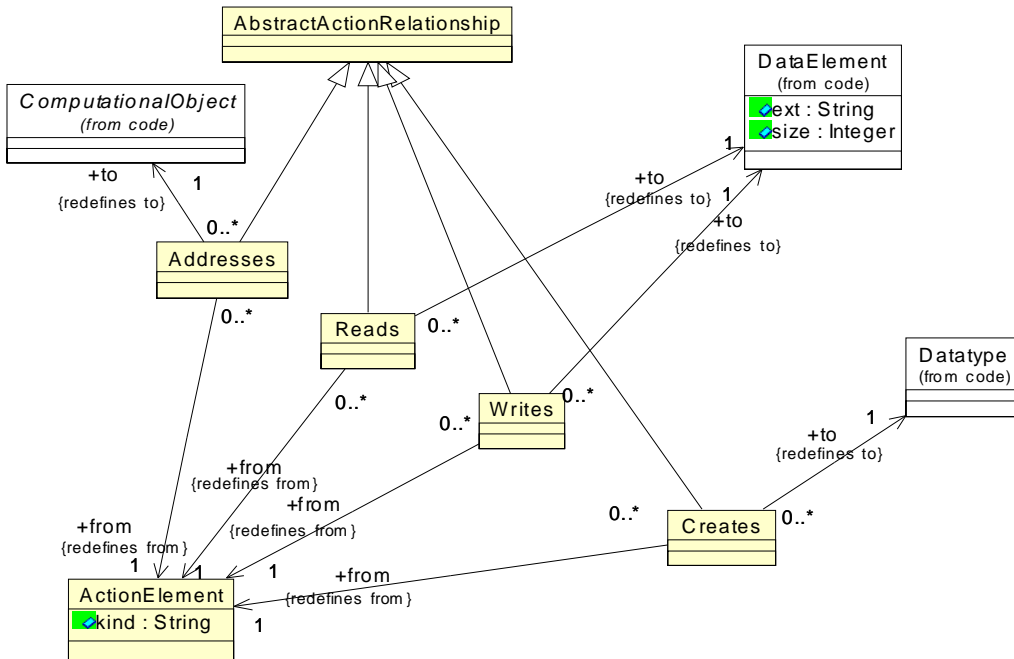 AbstractActionRelationship
DataElement
(from code)
ext : String
size : Integer
ComputationalObject
(from code)
1
+to
{redefines to}
1
+to
{redefines to}
1
+to
{redefines to}
0..*
Addresses
0..*
Reads
0..*
0..*
Datatype
(from code)
Writes
0..*
0..*
1
+to
{redefines to}
+from
{redefines from}
+from
{redefines from}
+from
{redefines from}
0..*
Creates
0..*
1
1
1
+from
{redefines from}
1
ActionElement
kind : String